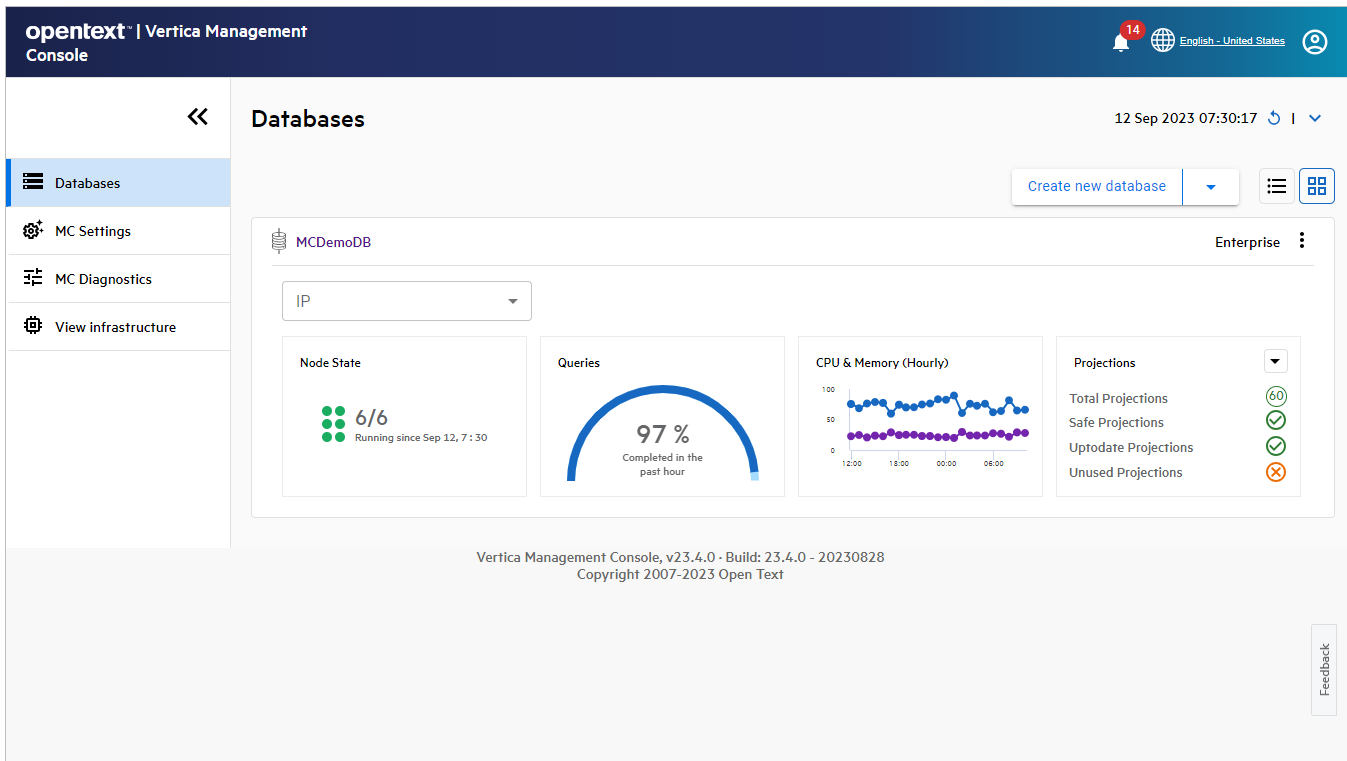 opentext™ | Vertica Management
Console
14
English - United States
Databases
12 Sep 2023 07:30:17
Databases
MC Settings
MC Diagnostics
View infrastructure
Create new database
MCDemoDB
Enterprise
IP
Node State
6/6
Running since Sep 12, 7 : 30
Queries
97 %
Completed in the
past hour
CPU & Memory (Hourly)
100
50
0
12:00 18:00 00:00 06:00
Projections
Total Projections 60
Safe Projections
Uptodate Projections
Unused Projections
Vertica Management Console, v23.4.0 · Build: 23.4.0 - 20230828
Copyright 2007-2023 Open Text
Feedback